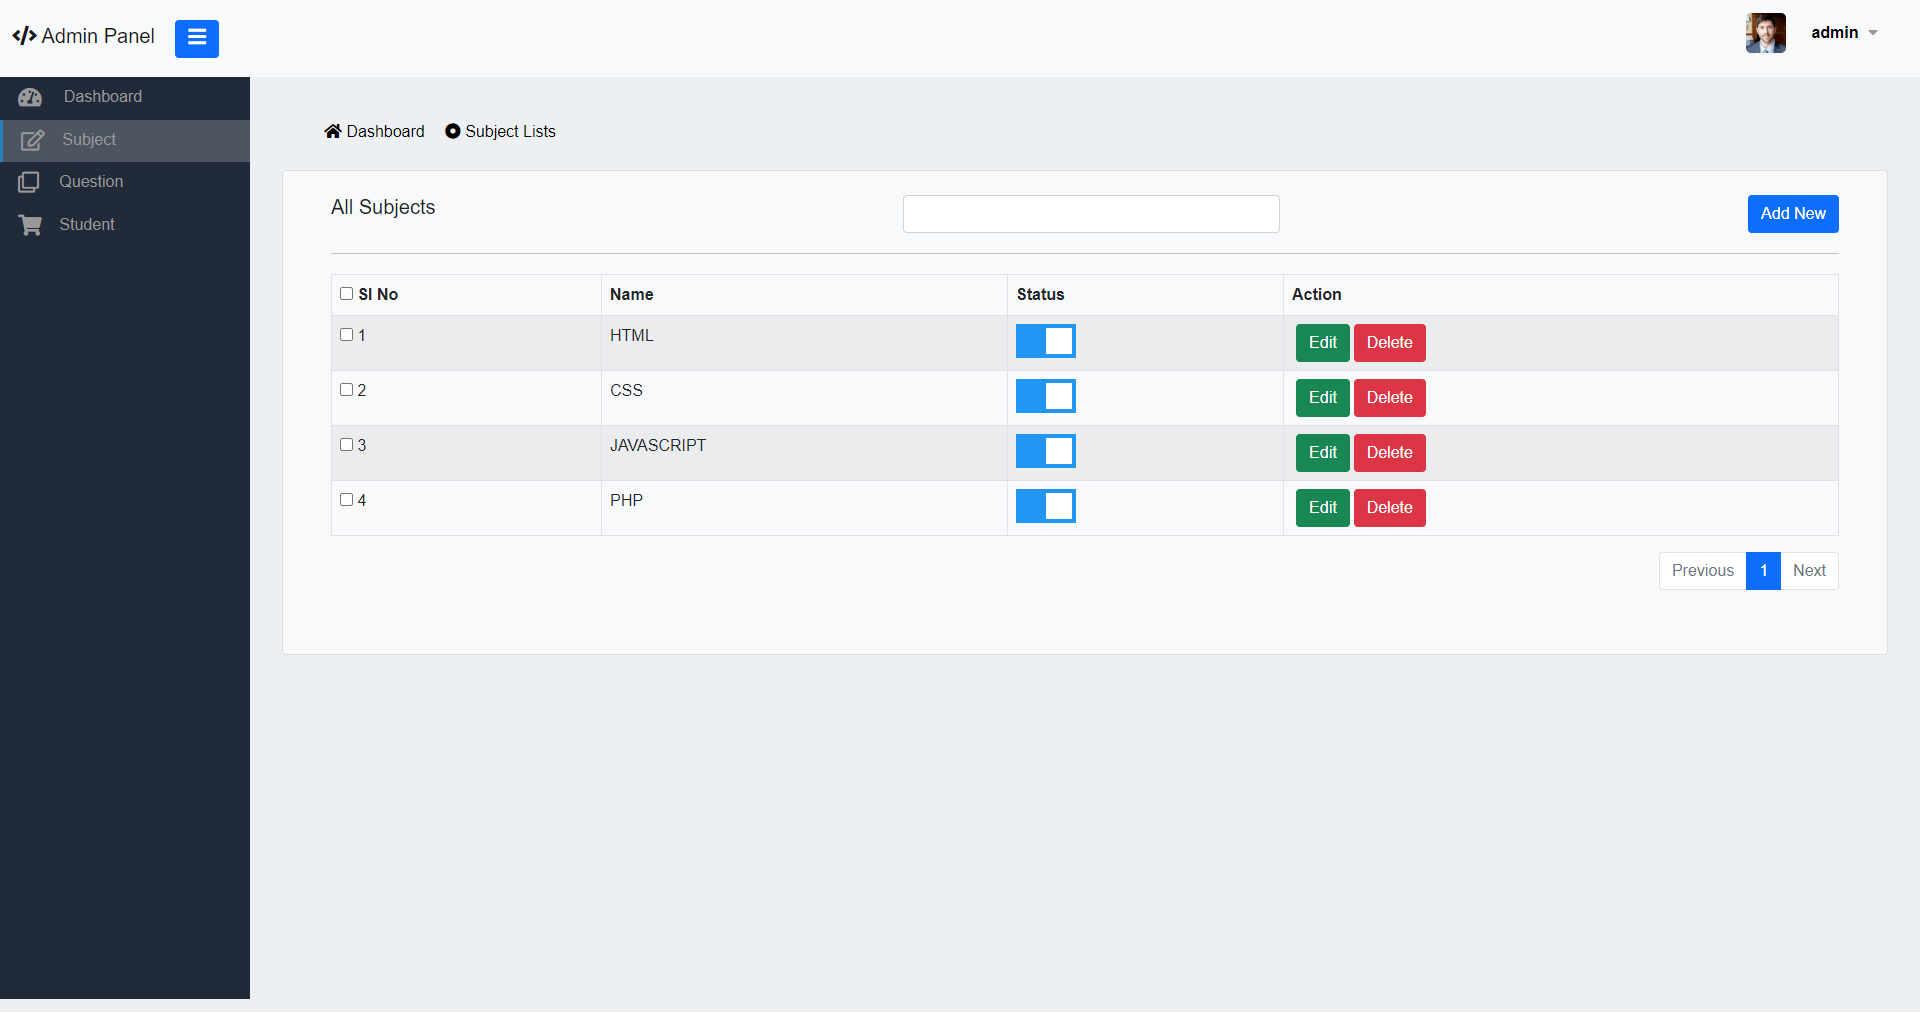 Admin Panel
admin
Dashboard
Subject
Question
Student
Dashboard Subject Lists
All Subjects
Add New
Sl No Name Status Action
1 HTML Edit Delete
2 CSS Edit Delete
3 JAVASCRIPT Edit Delete
4 PHP Edit Delete
Previous 1 Next